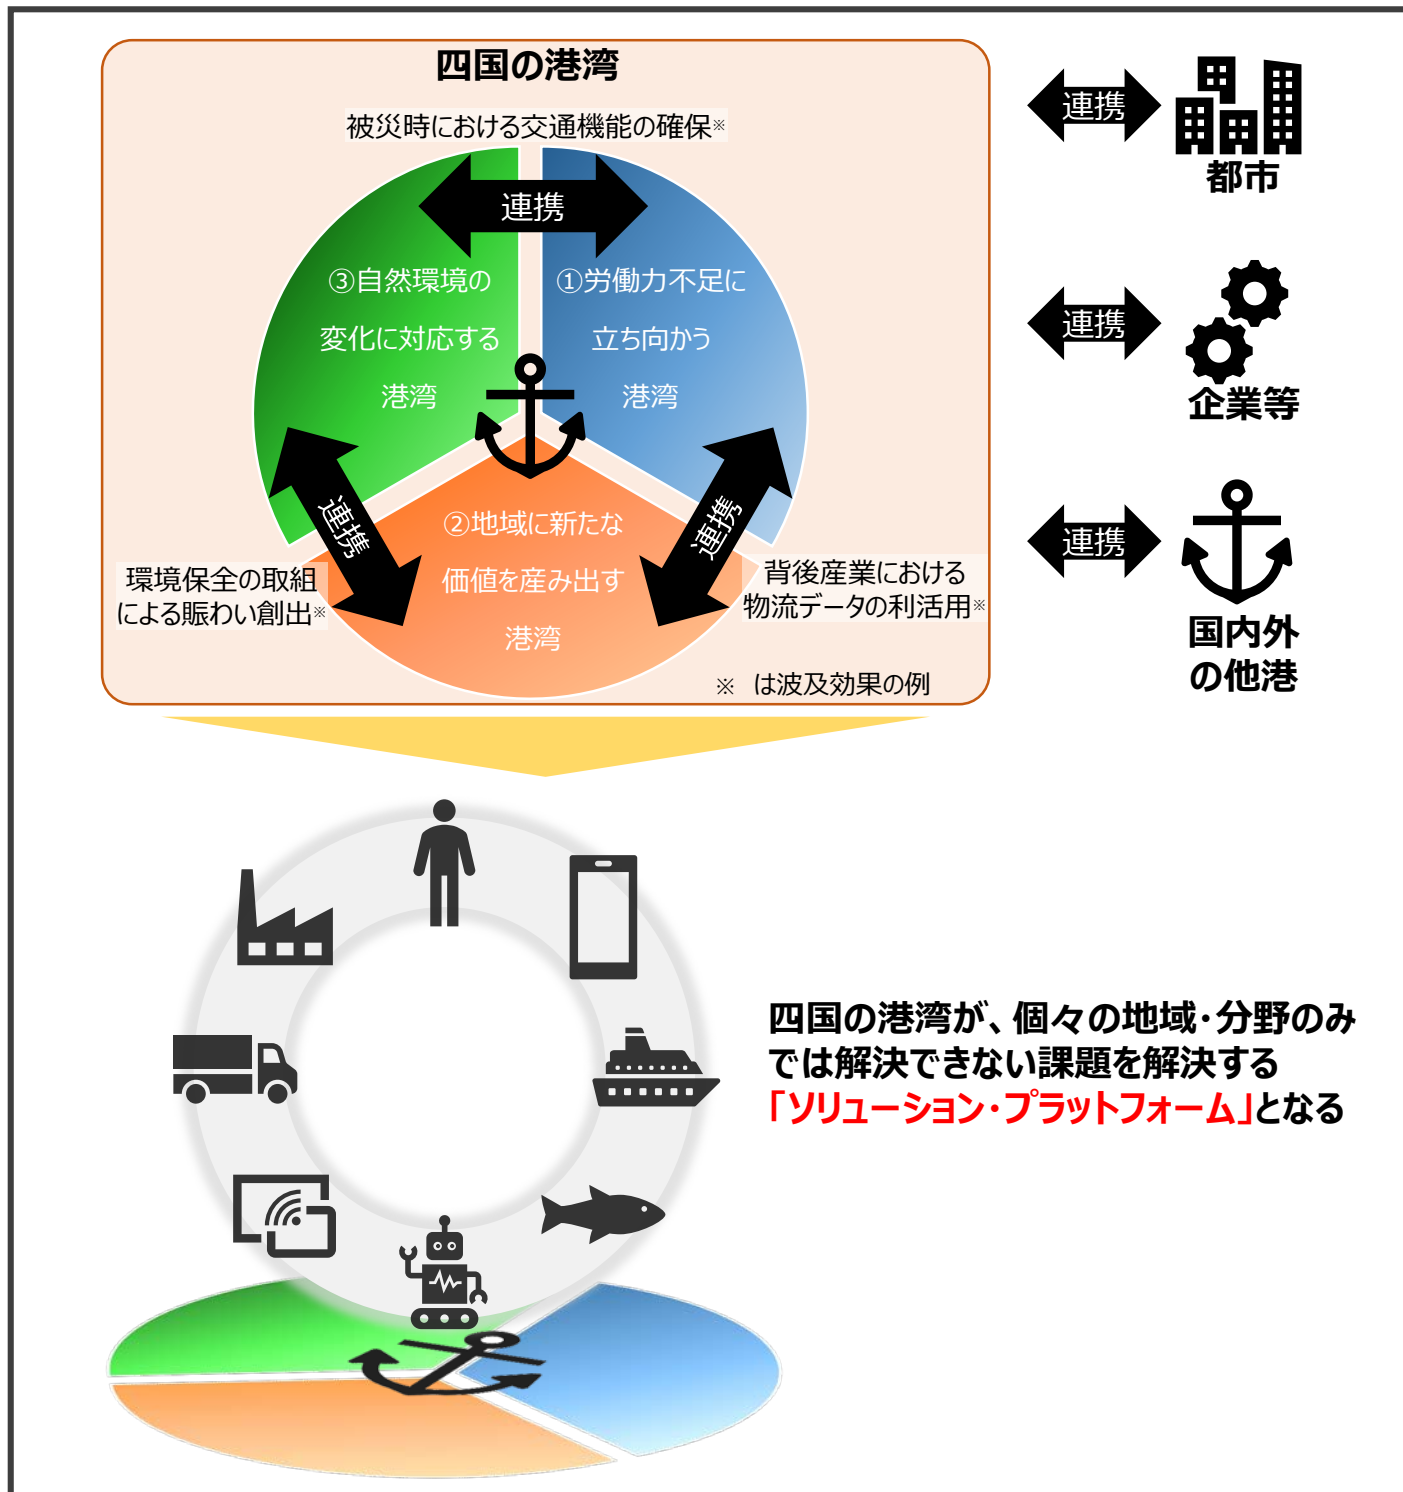 四国の港湾
被災時における交通機能の確保※
連携
③自然環境の
変化に対応する
港湾
①労働力不足に
立ち向かう
港湾
連携
連携
②地域に新たな
価値を産み出す
港湾
環境保全の取組
による賑わい創出※
背後産業における
物流データの利活用※
※ は波及効果の例
連携
都市
連携
企業等
連携
国内外
の他港
四国の港湾が、個々の地域・分野のみ
では解決できない課題を解決する
「ソリューション・プラットフォーム」となる